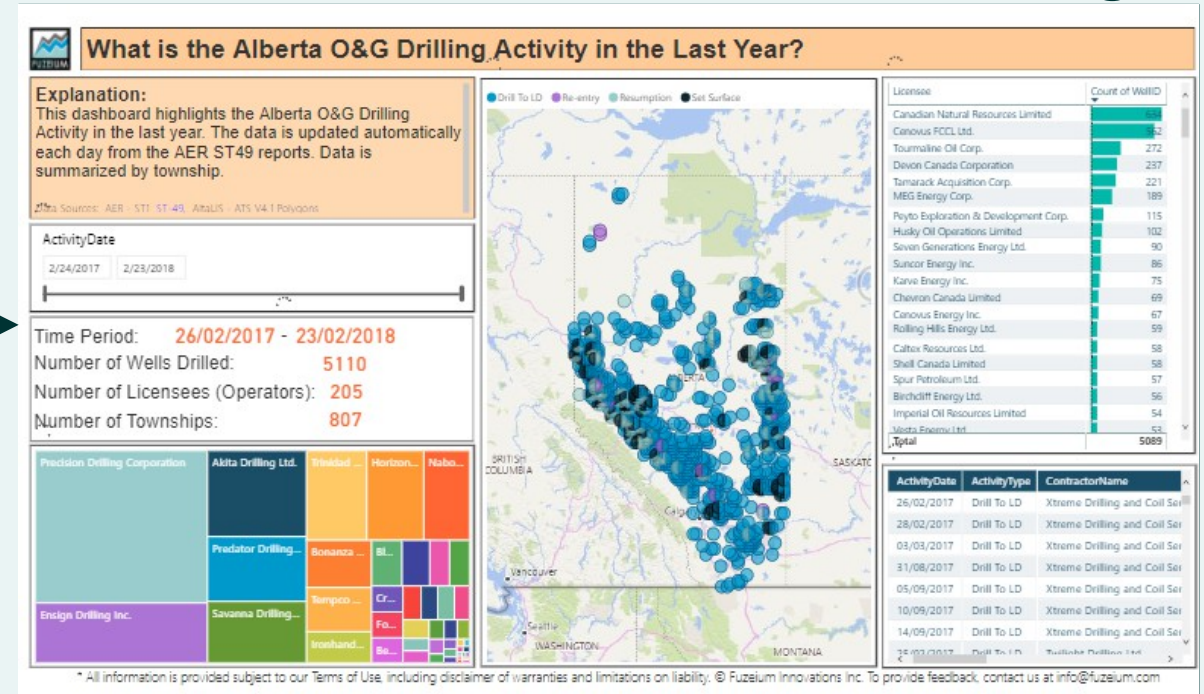 What is the Alberta O&G Drilling Activity in the Last Year?
FUZEIUM
Explanation:
This dashboard highlights the Alberta O&G Drilling
Activity in the last year. The data is updated automatically
each day from the AER ST49 reports. Data is
summarized by township.
Sources: AER - ST1, ST-49, AltaLIS - ATS V4.1 Polygons
ActivityDate
2/24/2017 2/23/2018
Time Period: 26/02/2017 - 23/02/2018
Number of Wells Drilled: 5110
Number of Licensees (Operators): 205
Number of Townships: 807
Precision Drilling Corporation
Ensign Drilling Inc.
Akita Drilling Ltd.
Predator Drilling...
Savanna Drilling...
Trinidad ...
Horizon...
Nabo...
Bonanza ...
Bl...
Tempco ...
Cr...
Fo...
Ironhand...
Be...
Drill To LD Re-entry Resumption Set Surface
BERTA
BRITISH
COLUMBIA
SASKATC
Calg
Vancouver
Seattle
WASHINGTON
MONTANA
Licensee Count of WellID
Canadian Natural Resources Limited
Cenovus FCCL Ltd. 562
Tourmaline Oil Corp. 272
Devon Canada Corporation 237
Tamarack Acquisition Corp. 221
MEG Energy Corp. 189
Peyto Exploration & Development Corp. 115
Husky Oil Operations Limited 102
Seven Generations Energy Ltd. 90
Suncor Energy Inc. 86
Karve Energy Inc. 75
Chevron Canada Limited 69
Cenovus Energy Inc. 67
Rolling Hills Energy Ltd. 59
Caltex Resources Ltd. 58
Shell Canada Limited 58
Spur Petroleum Ltd. 57
Birchcliff Energy Ltd. 56
Imperial Oil Resources Limited 54
Vesta Energy Ltd. 53
Total 5089
ActivityDate ActivityType ContractorName
26/02/2017 Drill To LD Xtreme Drilling and Coil Ser
28/02/2017 Drill To LD Xtreme Drilling and Coil Ser
03/03/2017 Drill To LD Xtreme Drilling and Coil Ser
31/08/2017 Drill To LD Xtreme Drilling and Coil Ser
05/09/2017 Drill To LD Xtreme Drilling and Coil Ser
10/09/2017 Drill To LD Xtreme Drilling and Coil Ser
14/09/2017 Drill To LD Xtreme Drilling and Coil Ser
Drill To LD Twilight Drilling Ltd
* All information is provided subject to our Terms of Use, including disclaimer of warranties and limitations on liability. © Fuzeium Innovations Inc. To provide feedback, contact us at info@fuzeium.com